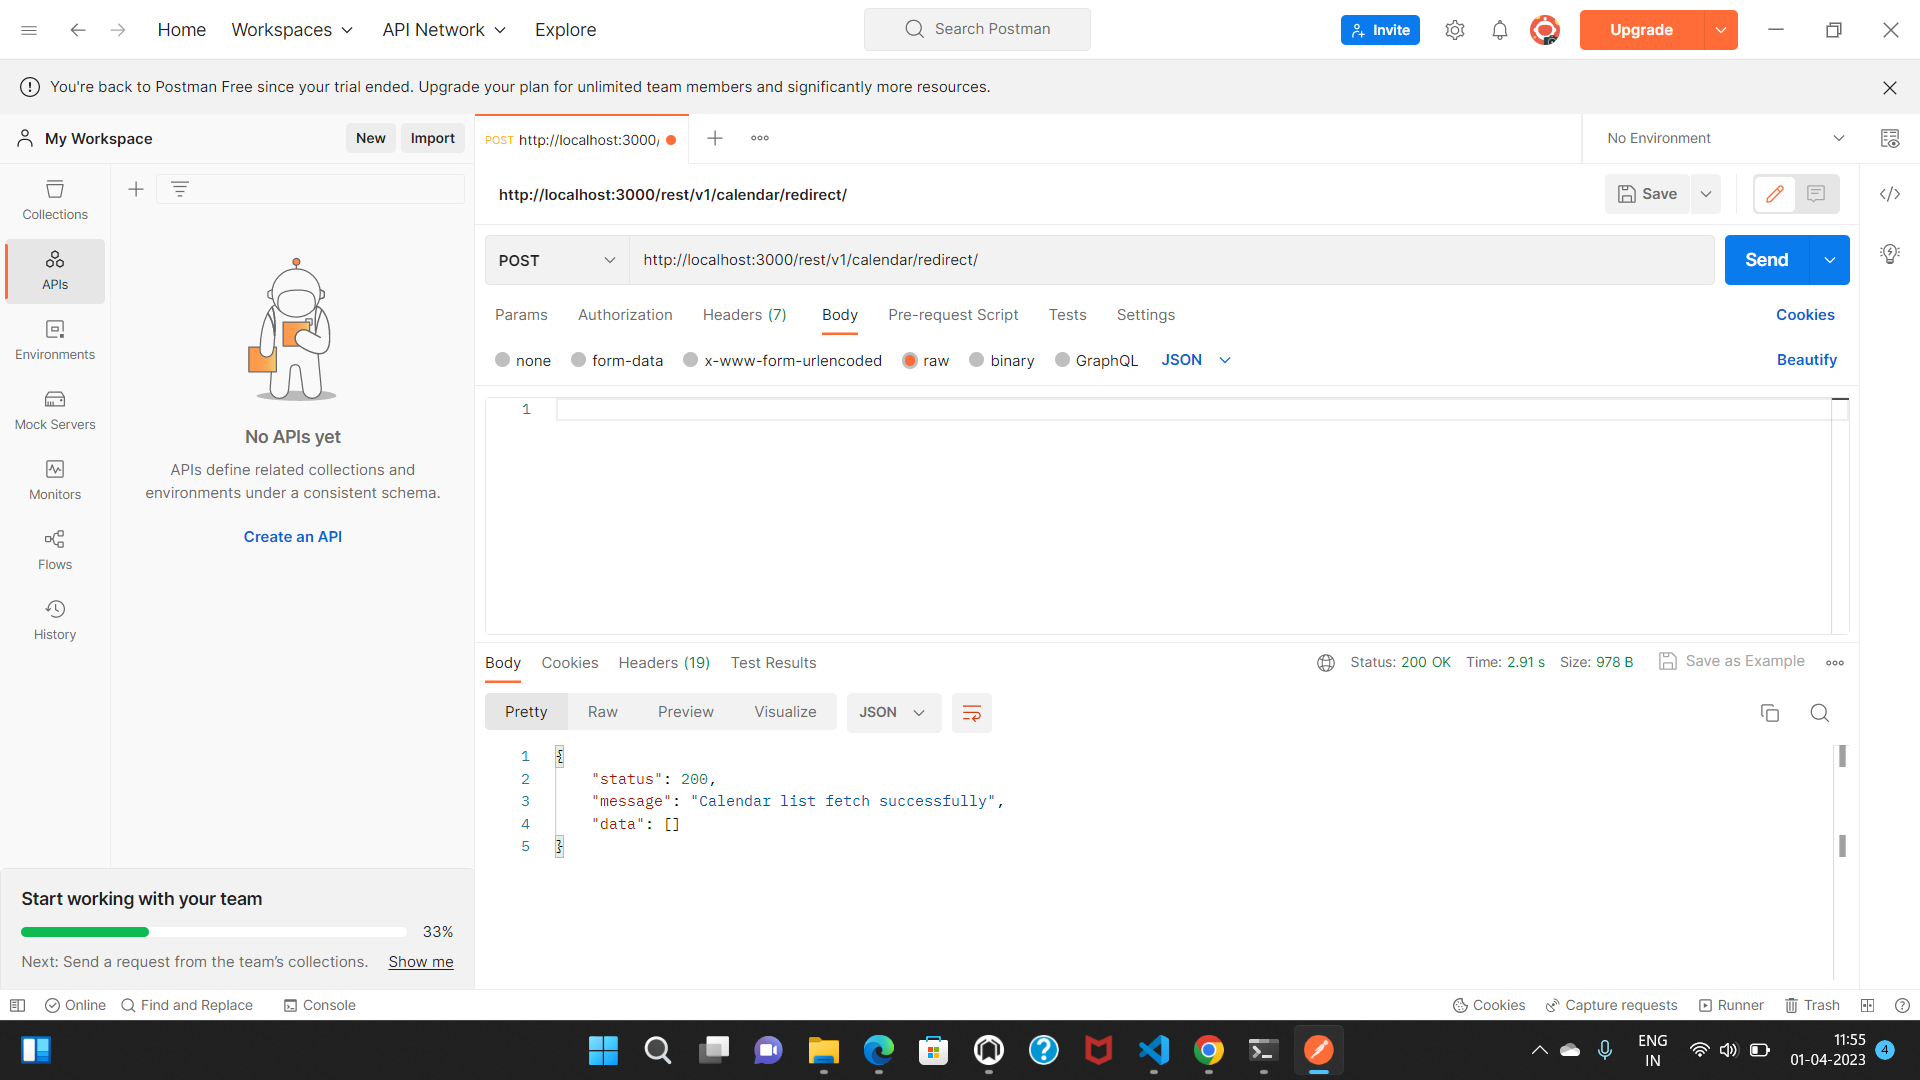 Home Workspaces API Network Explore Search Postman Invite Upgrade
You're back to Postman Free since your trial ended. Upgrade your plan for unlimited team members and significantly more resources.
My Workspace New Import POST http://localhost:3000/ No Environment
Collections
APIs
Environments
Mock Servers
Monitors
Flows
History
No APIs yet
APIs define related collections and
environments under a consistent schema.
Create an API
Start working with your team
33%
Next: Send a request from the team's collections. Show me
http://localhost:3000/rest/v1/calendar/redirect/ Save
POST http://localhost:3000/rest/v1/calendar/redirect/ Send
Params Authorization Headers (7) Body Pre-request Script Tests Settings Cookies
none form-data x-www-form-urlencoded raw binary GraphQL JSON Beautify
1
Body Cookies Headers (19) Test Results Status: 200 OK Time: 2.91 s Size: 978 B Save as Example
Pretty Raw Preview Visualize JSON
1 {
2 "status": 200,
3 "message": "Calendar list fetch successfully",
4 "data": []
5 }
Online Find and Replace Console Cookies Capture requests Runner Trash
ENG
IN
11:55
01-04-2023
4